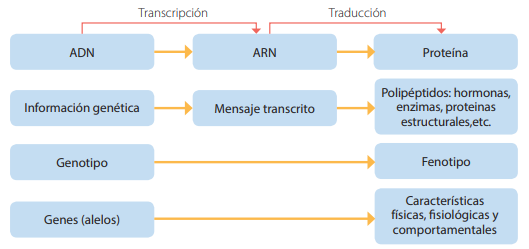 Transcripción
Traducción
ADN
ARN
Proteína
Información genética
Mensaje transcrito
Polipéptidos: hormonas,
enzimas, proteinas
estructurales,etc.
Genotipo
Fenotipo
Genes (alelos)
Características
físicas, fisiológicas y
comportamentales